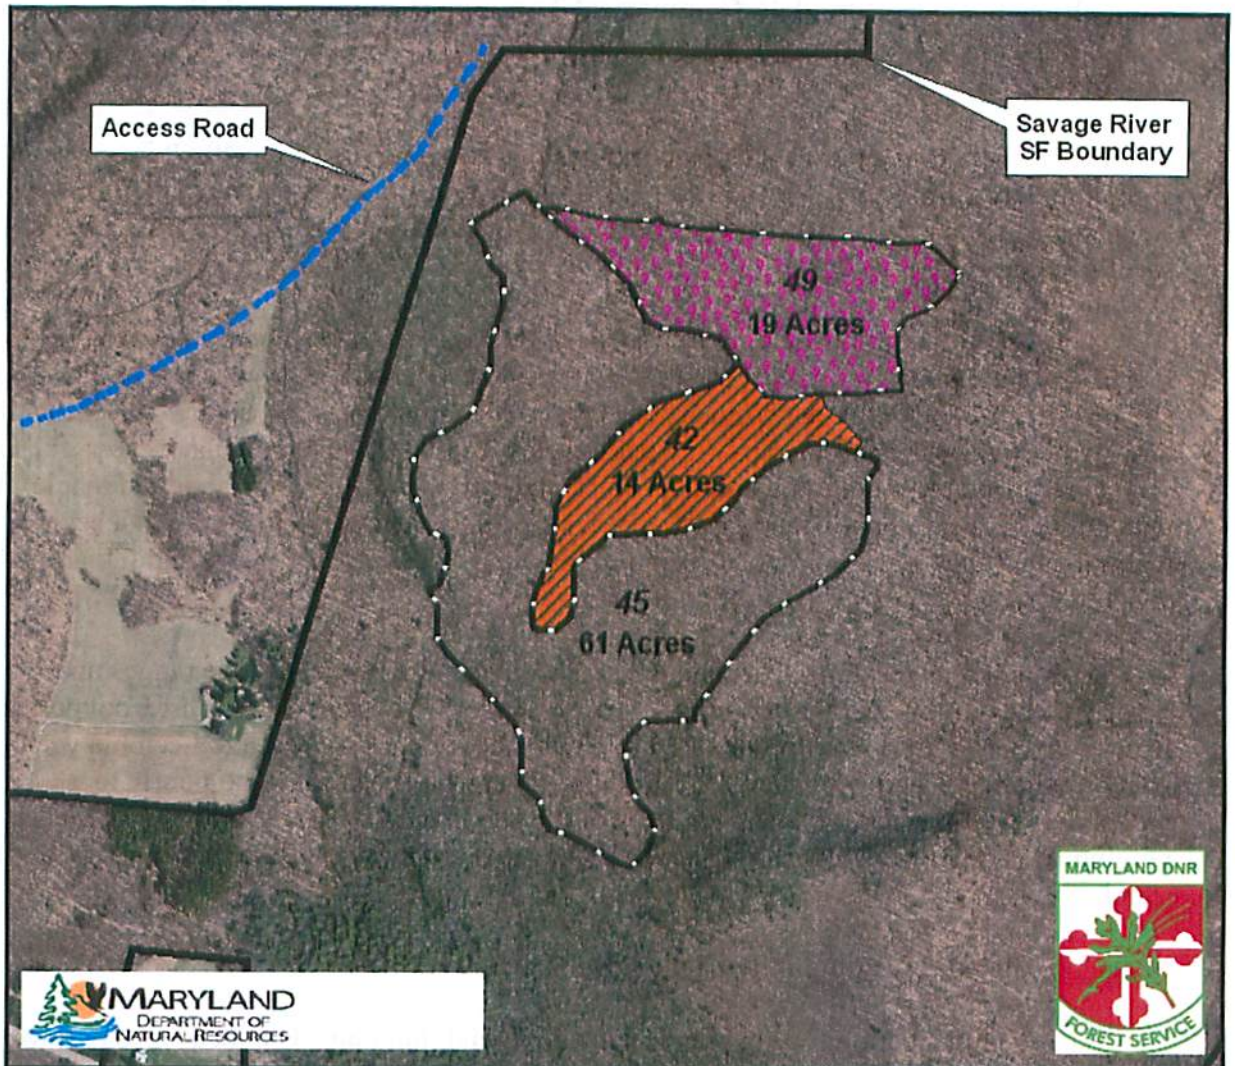 Access Road
Savage River
SF Boundary
49
19 Acres
42
14 Acres
45
61 Acres
MARYLAND
DEPARTMENT OF
NATURAL RESOURCES
MARYLAND DNR
FOREST SERVICE